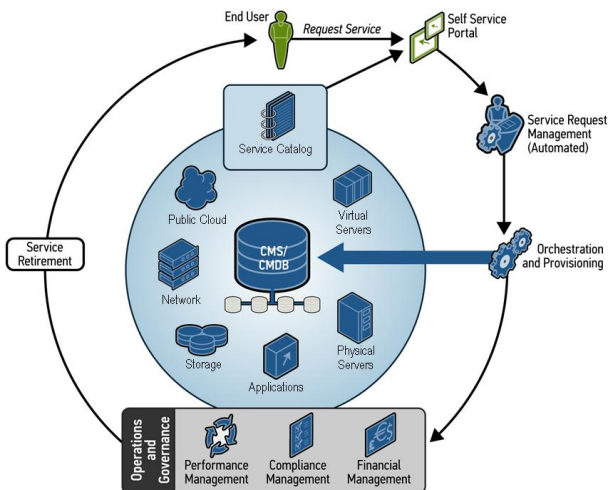 End User
Request Service
Self Service
Portal
Service Catalog
Service Request
Management
(Automated)
Public Cloud
Virtual
Servers
CMS/
CMDB
Service
Retirement
Orchestration
and Provisioning
Network
Physical
Servers
Storage
Applications
Operations
and
Governance
Performance
Management
Compliance
Management
£€$
Financial
Management